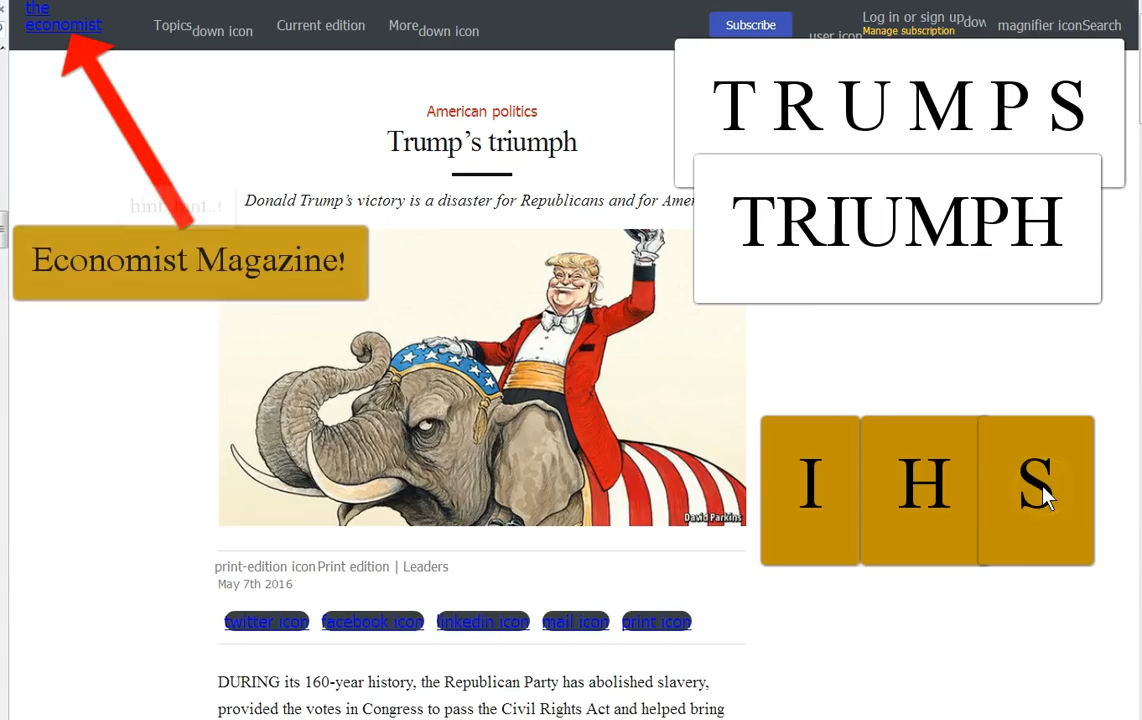 the
economist
Topics down icon Current edition More down icon Subscribe user icon Log in or sign up dow magnifier icon Search
Manage subscription
T R U M P S
American politics
Trump's triumph
hint, hint..!
Donald Trump's victory is a disaster for Republicans and for Amer
TRIUMPH
Economist Magazine!
David Parkins
I H S
print-edition icon Print edition | Leaders
May 7th 2016
twitter icon facebook icon linkedin icon mail icon print icon
DURING its 160-year history, the Republican Party has abolished slavery,
provided the votes in Congress to pass the Civil Rights Act and helped bring